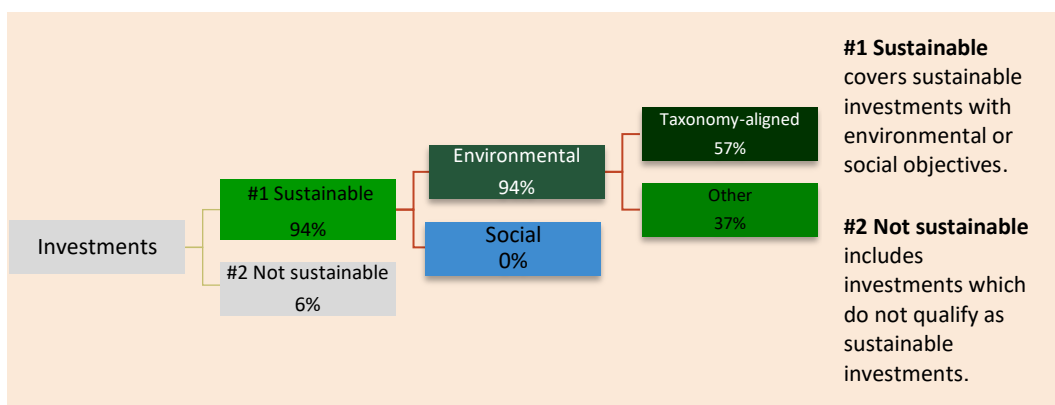 Investments
#1 Sustainable
94%
#2 Not sustainable
6%
Environmental
94%
Social
0%
Taxonomy-aligned
57%
Other
37%
#1 Sustainable
covers sustainable
investments with
environmental or
social objectives.
#2 Not sustainable
includes
investments which
do not qualify as
sustainable
investments.